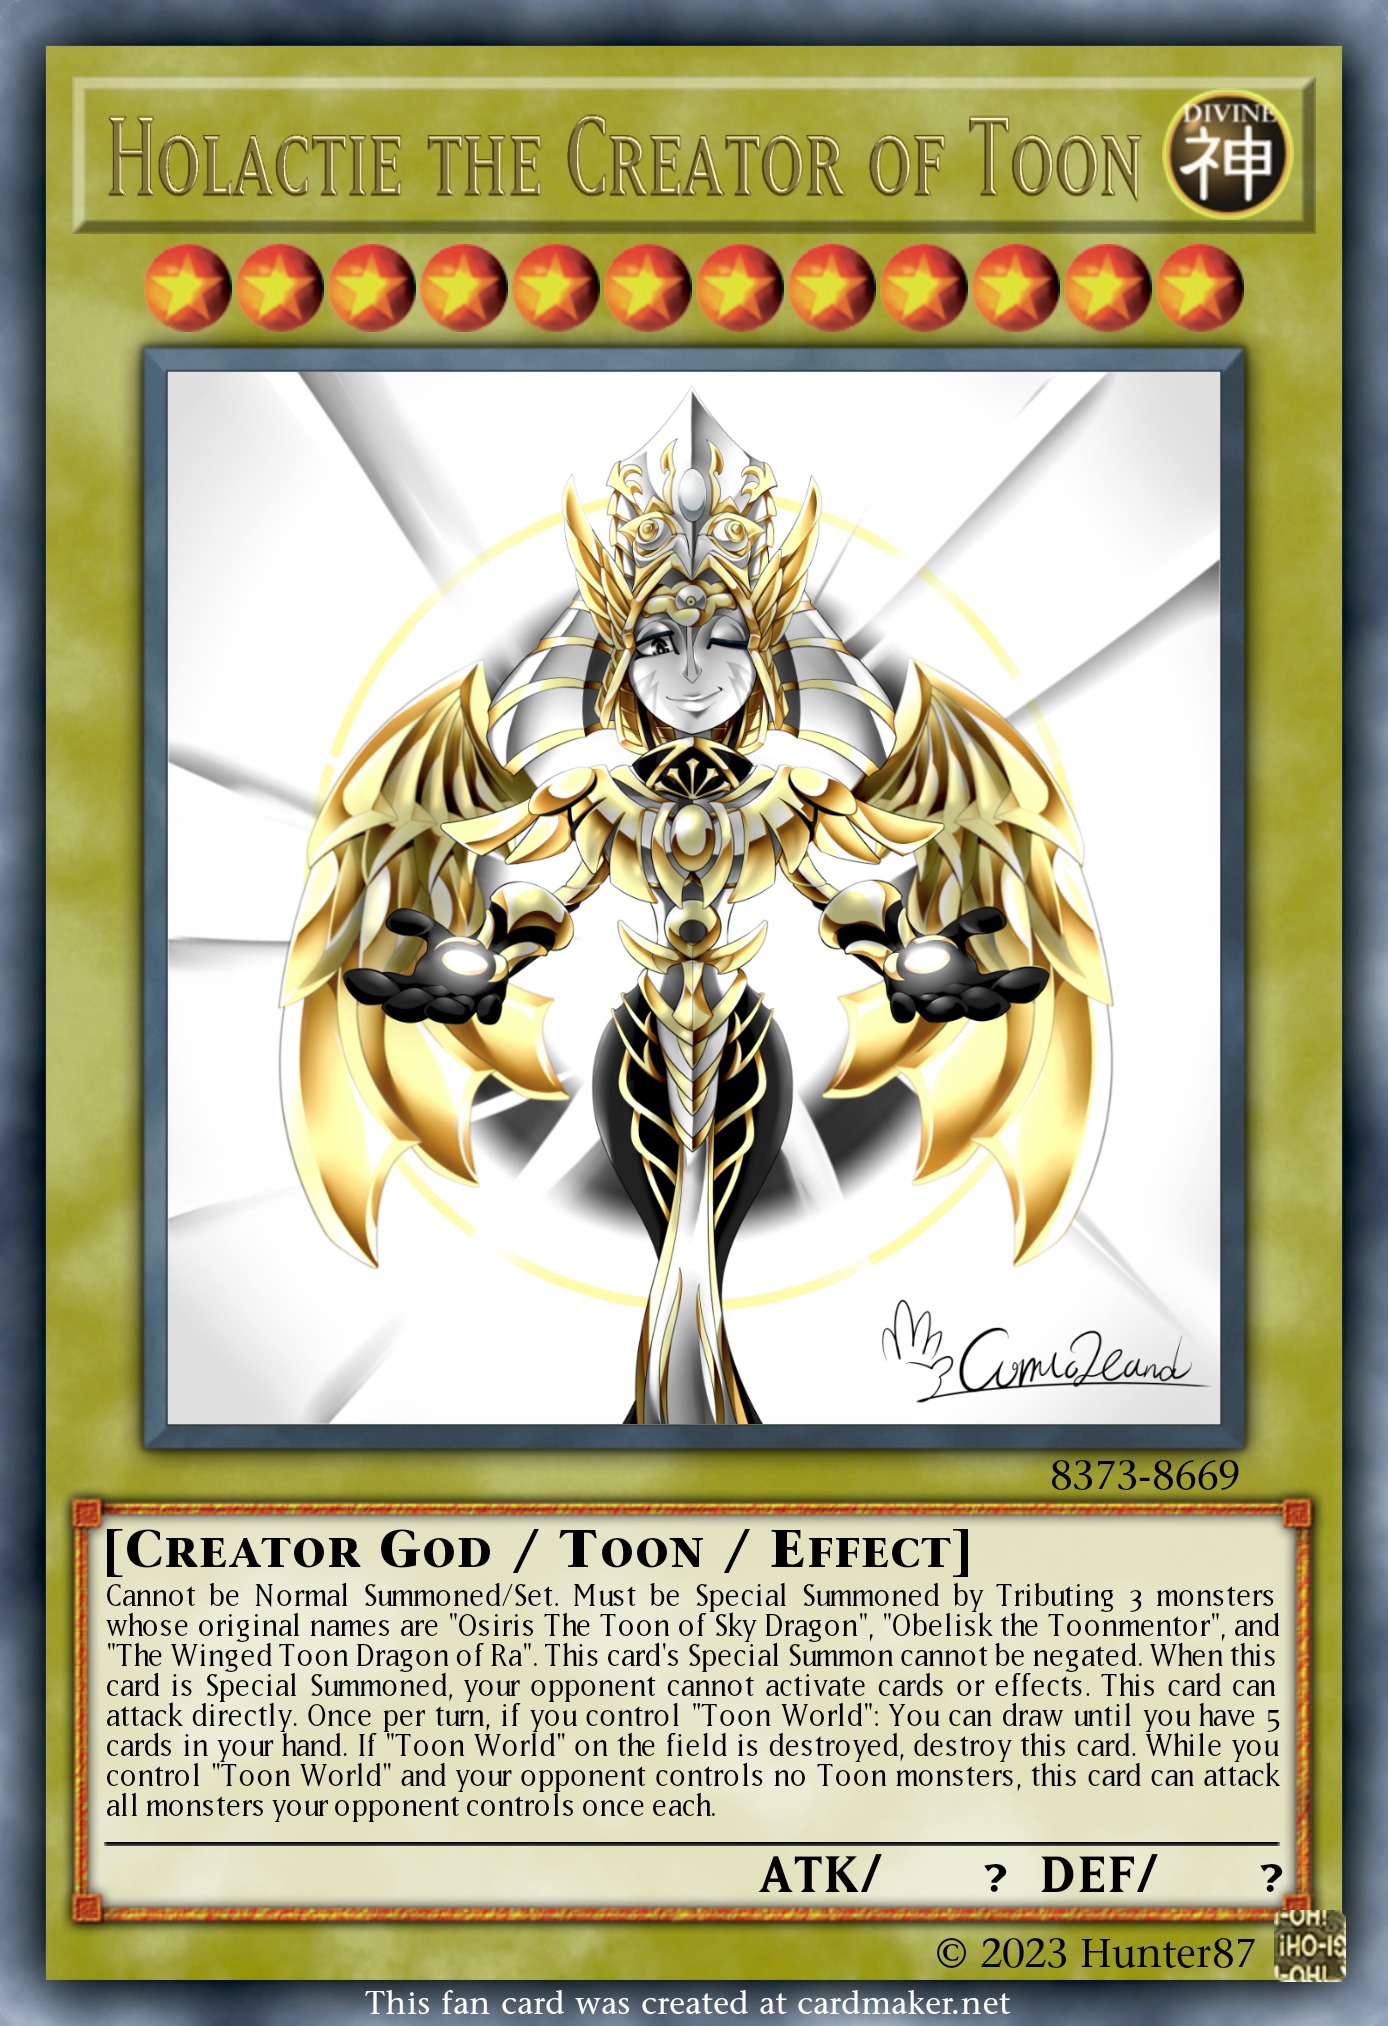 Holactie the Creator of Toon
DIVINE
神
ComicLeand
8373-8669
[Creator God / Toon / Effect]
Cannot be Normal Summoned/Set. Must be Special Summoned by Tributing 3 monsters
whose original names are "Osiris The Toon of Sky Dragon", "Obelisk the Toonmentor", and
"The Winged Toon Dragon of Ra". This card's Special Summon cannot be negated. When this
card is Special Summoned, your opponent cannot activate cards or effects. This card can
attack directly. Once per turn, if you control "Toon World": You can draw until you have 5
cards in your hand. If "Toon World" on the field is destroyed, destroy this card. While you
control "Toon World" and your opponent controls no Toon monsters, this card can attack
all monsters your opponent controls once each.
ATK/ ? DEF/ ?
© 2023 Hunter87
This fan card was created at cardmaker.net